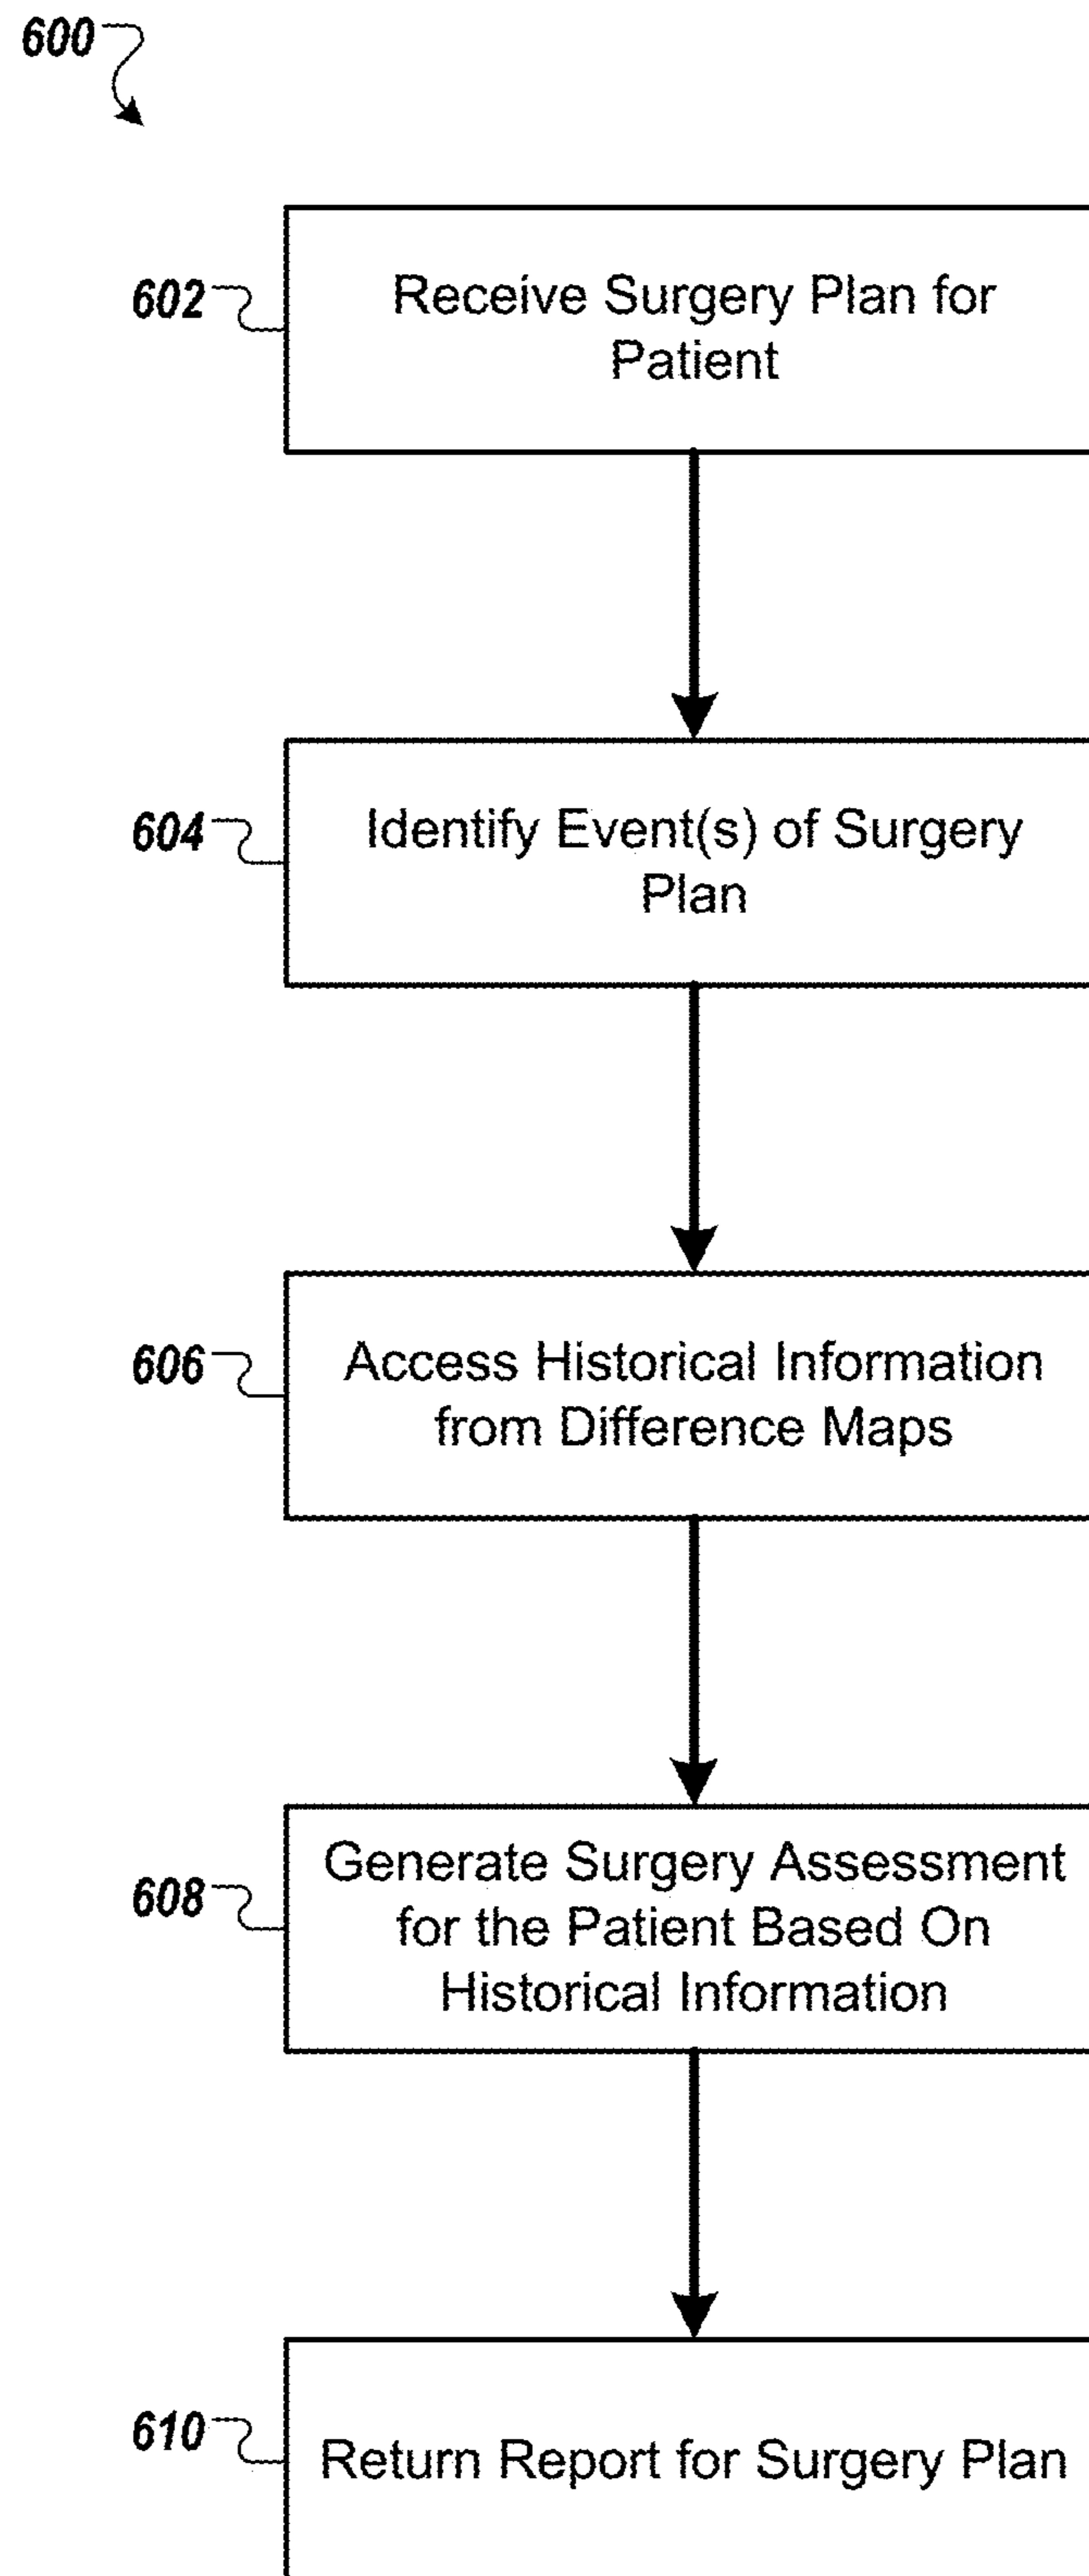 600
602
Receive Surgery Plan for
Patient
604
Identify Event(s) of Surgery
Plan
606
Access Historical Information
from Difference Maps
608
Generate Surgery Assessment
for the Patient Based On
Historical Information
610
Return Report for Surgery Plan